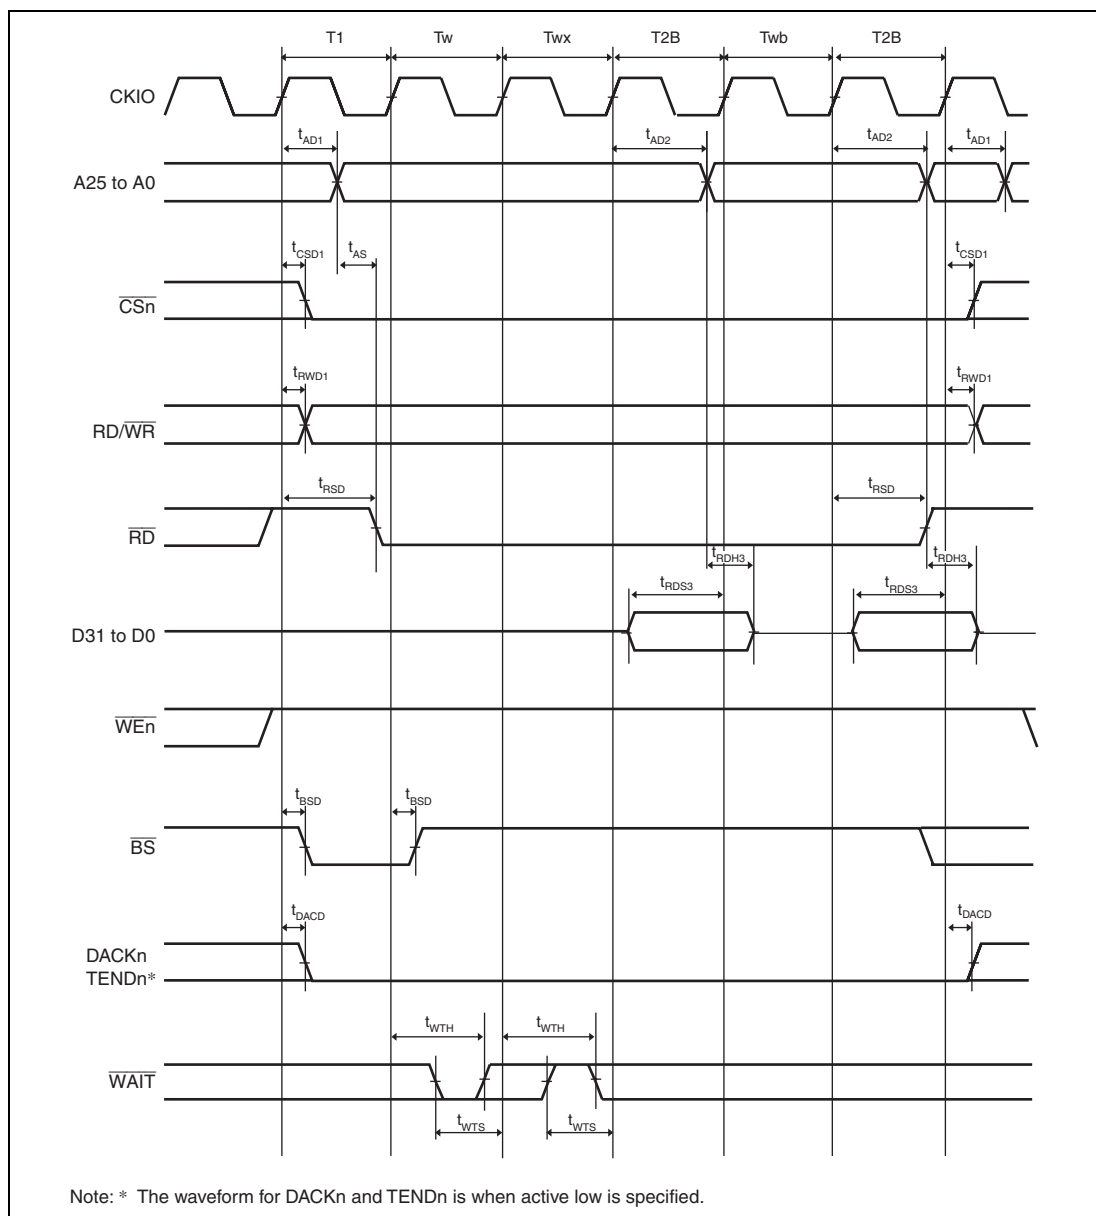 T1 Tw Twx T2B Twb T2B
CKIO
tAD1 tAD2 tAD2 tAD1
A25 to A0
tCSD1 tAS tCSD1
CSn
tRWD1 tRWD1
RD/WR
tRSD tRSD
RD
tRDH3 tRDH3
tRDS3 tRDS3
D31 to D0
WEn
tBSD tBSD
BS
tDACD tDACD
DACKn
TENDn*
tWTH tWTH
WAIT
tWTS tWTS
Note: * The waveform for DACKn and TENDn is when active low is specified.